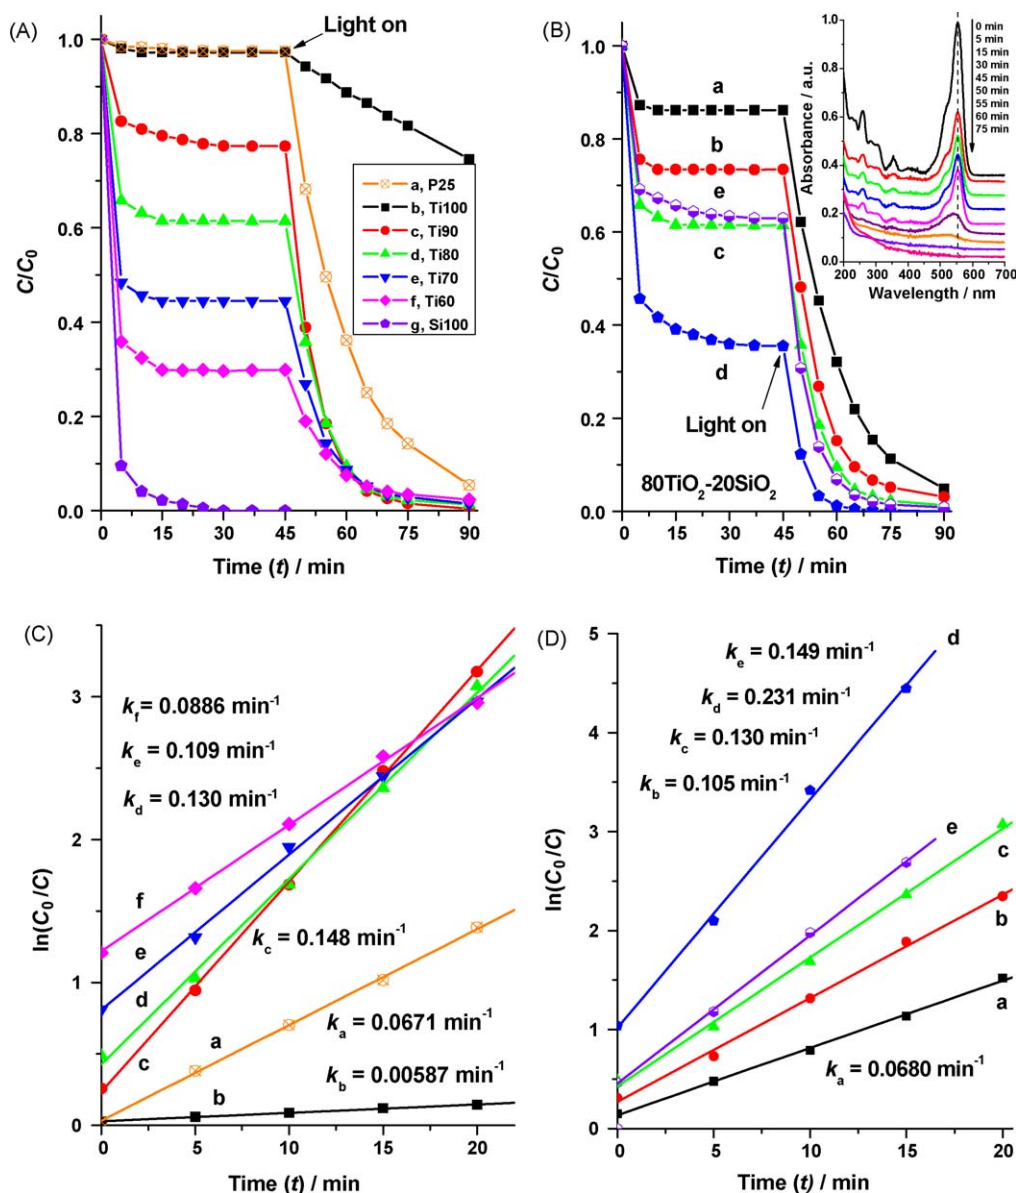 (A)
Light on
1.0
0.8
0.6
0.4
0.2
0.0
C/C0
a, P25
b, Ti100
c, Ti90
d, Ti80
e, Ti70
f, Ti60
g, Si100
0 15 30 45 60 75 90
Time (t) / min
(B)
1.0
0.8
0.6
0.4
0.2
0.0
C/C0
a
b
e
c
d
Light on
80TiO2-20SiO2
0 15 30 45 60 75 90
Time (t) / min
1.0
0.8
0.6
0.4
0.2
1.0
0.0
Absorbance / a.u.
0 min
5 min
15 min
30 min
45 min
50 min
55 min
60 min
75 min
200 300 400 500 600 700
Wavelength / nm
(C)
3
2
1
0
ln(C0/C)
kf= 0.0886 min-1
ke = 0.109 min-1
kd = 0.130 min-1
f
e
d
c
kc = 0.148 min-1
a
ka = 0.0671 min-1
b
kb = 0.00587 min-1
0 5 10 15 20
Time (t) / min
(D)
5
4
3
2
1
0
ln(C0/C)
ke = 0.149 min-1
kd = 0.231 min-1
kc = 0.130 min-1
kb = 0.105 min-1
d
e
c
b
a
ka = 0.0680 min-1
0 5 10 15 20
Time (t) / min